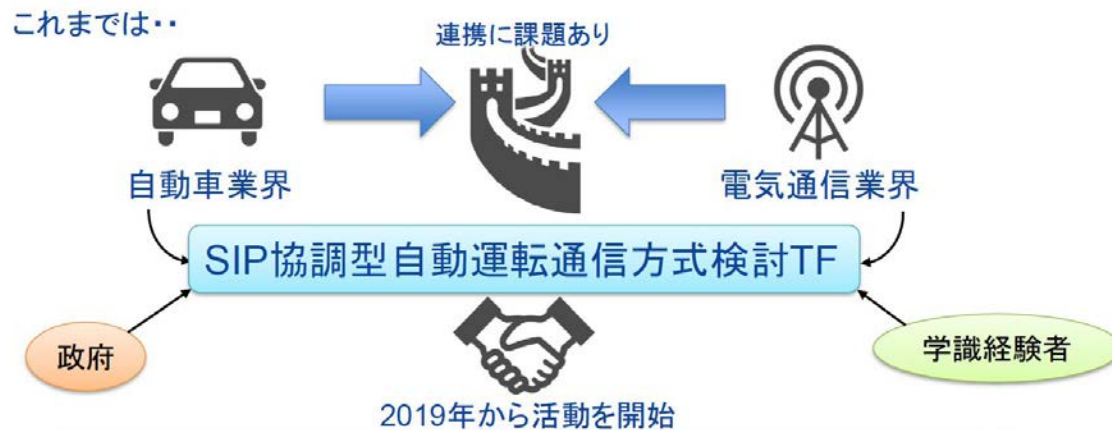 これまでは‥
連携に課題あり
自動車業界
電気通信業界
SIP協調型自動運転通信方式検討TF
政府
学識経験者
2019年から活動を開始